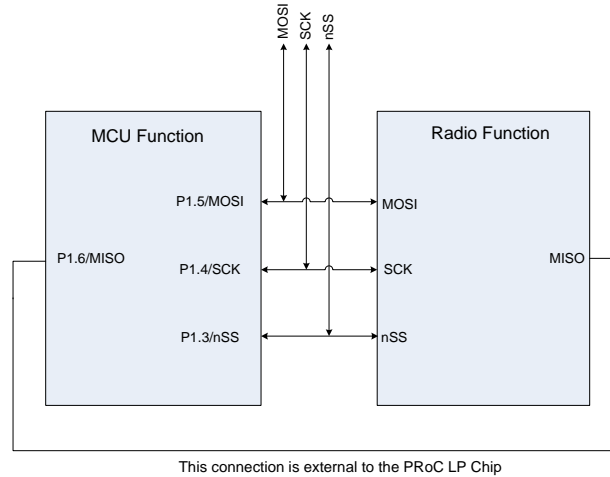 MOSI
SCK
nSS
MCU Function
Radio Function
P1.5/MOSI
MOSI
P1.6/MISO
P1.4/SCK
SCK
MISO
P1.3/nSS
nSS
This connection is external to the PRoC LP Chip